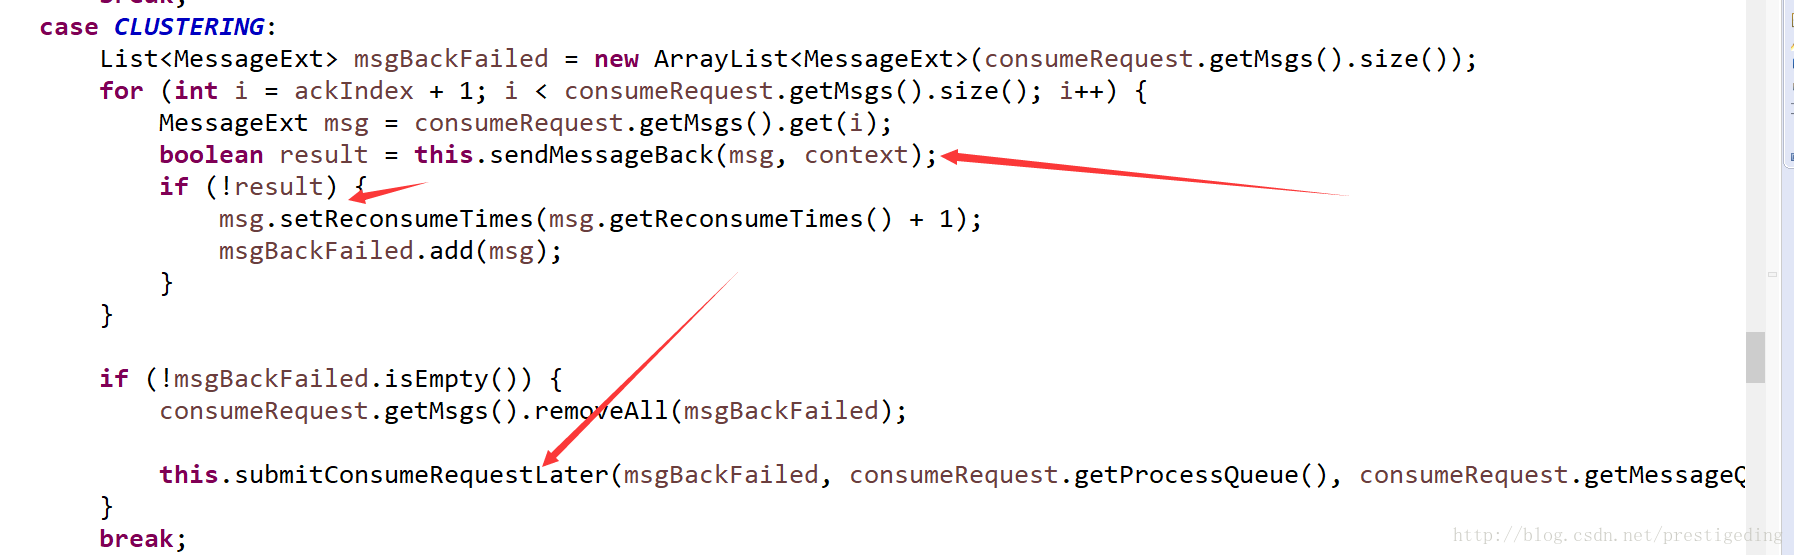 break;
case CLUSTERING:
List<MessageExt> msgBackFailed = new ArrayList<MessageExt>(consumeRequest.getMsgs().size());
for (int i = ackIndex + 1; i < consumeRequest.getMsgs().size(); i++) {
MessageExt msg = consumeRequest.getMsgs().get(i);
boolean result = this.sendMessageBack(msg, context);
if (!result) {
msg.setReconsumeTimes(msg.getReconsumeTimes() + 1);
msgBackFailed.add(msg);
}
}
if (!msgBackFailed.isEmpty()) {
consumeRequest.getMsgs().removeAll(msgBackFailed);
this.submitConsumeRequestLater(msgBackFailed, consumeRequest.getProcessQueue(), consumeRequest.getMessageQ
}
break;
http://blog.csdn.net/prestigeding